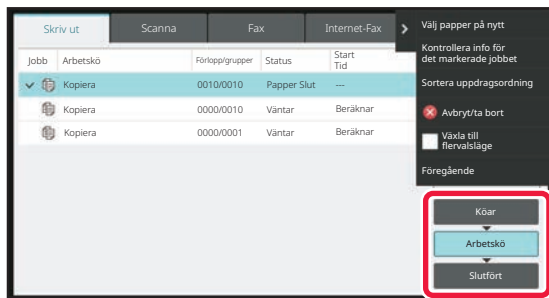 Skriv ut Scanna Fax Internet-Fax
Jobb Arbetskö Förlopp/grupper Status Start
Tid
Kopiera 0010/0010 Papper Slut ---
Kopiera 0000/0010 Väntar Beräknar
Kopiera 0000/0001 Väntar Beräknar
Välj papper på nytt
Kontrollera info för
det markerade jobbet
Sortera uppdragsordning
Avbryt/ta bort
Växla till
flervalsläge
Föregående
Köar
Arbetskö
Slutfört